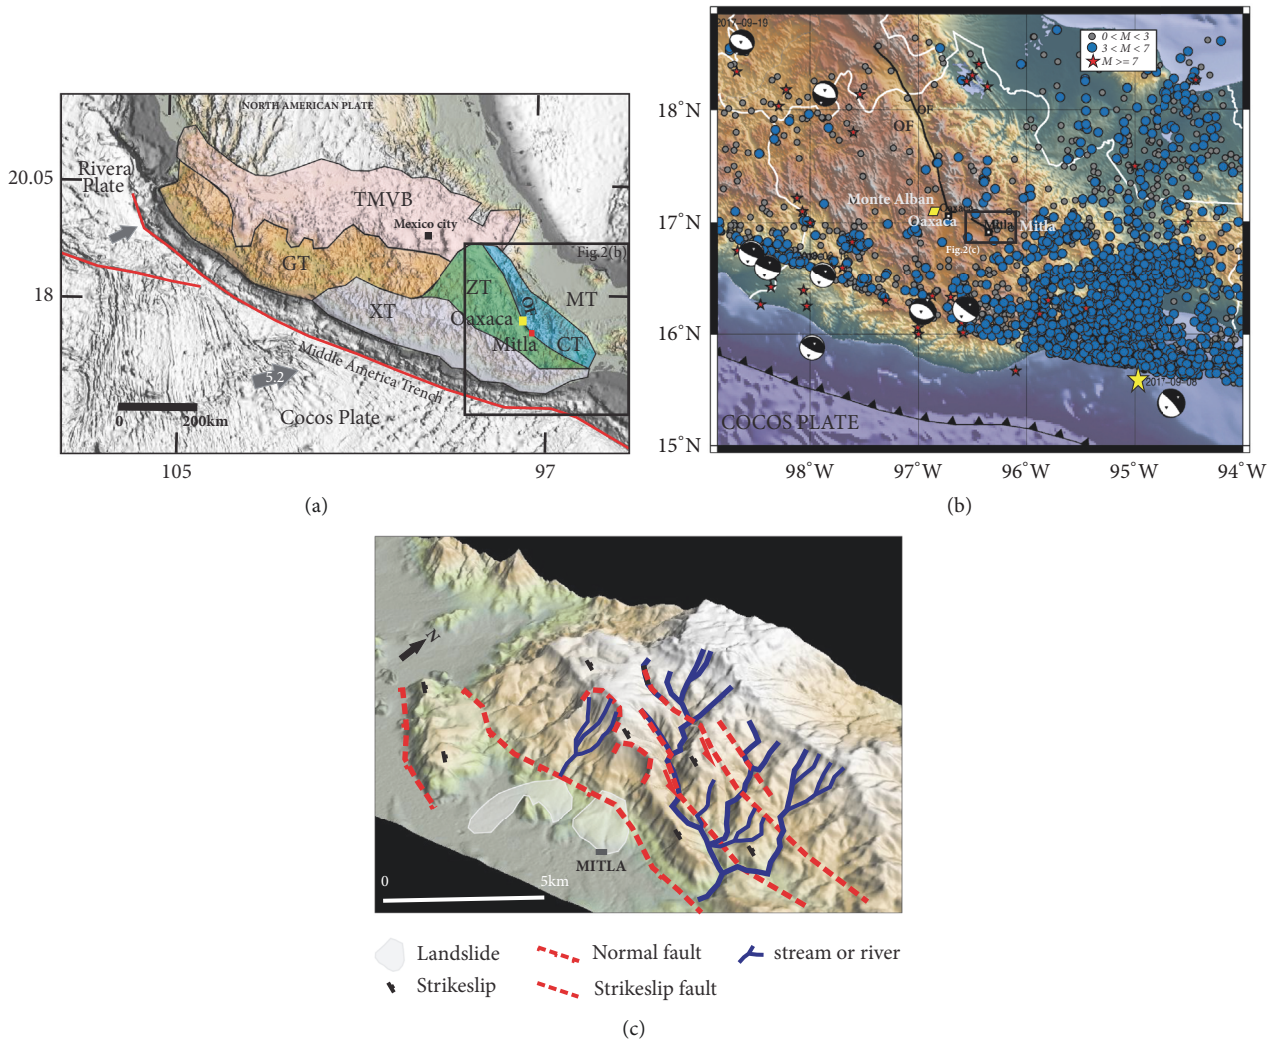 NORTH AMERICAN PLATE
Rivera
Plate
20.05
TMVB
Mexico city
Fig.2(b)
GT
ZT
MT
18
XT
OF
Oaxaca
Mitla
CT
Middle America Trench
5.2
0
200km
Cocos Plate
105
97
(a)
2017-09-19
0 < M < 3
3 < M < 7
M >= 7
18°N
OF
OF
Monte Alban
17°N
Oaxaca
Mitla
Mitla
Fig.2(c)
16°N
2017-09-08
COCOS PLATE
15°N
98°W
97°W
96°W
95°W
94°W
(b)
N
MITLA
0
5km
Landslide
Normal fault
stream or river
Strikeslip
Strikeslip fault
(c)